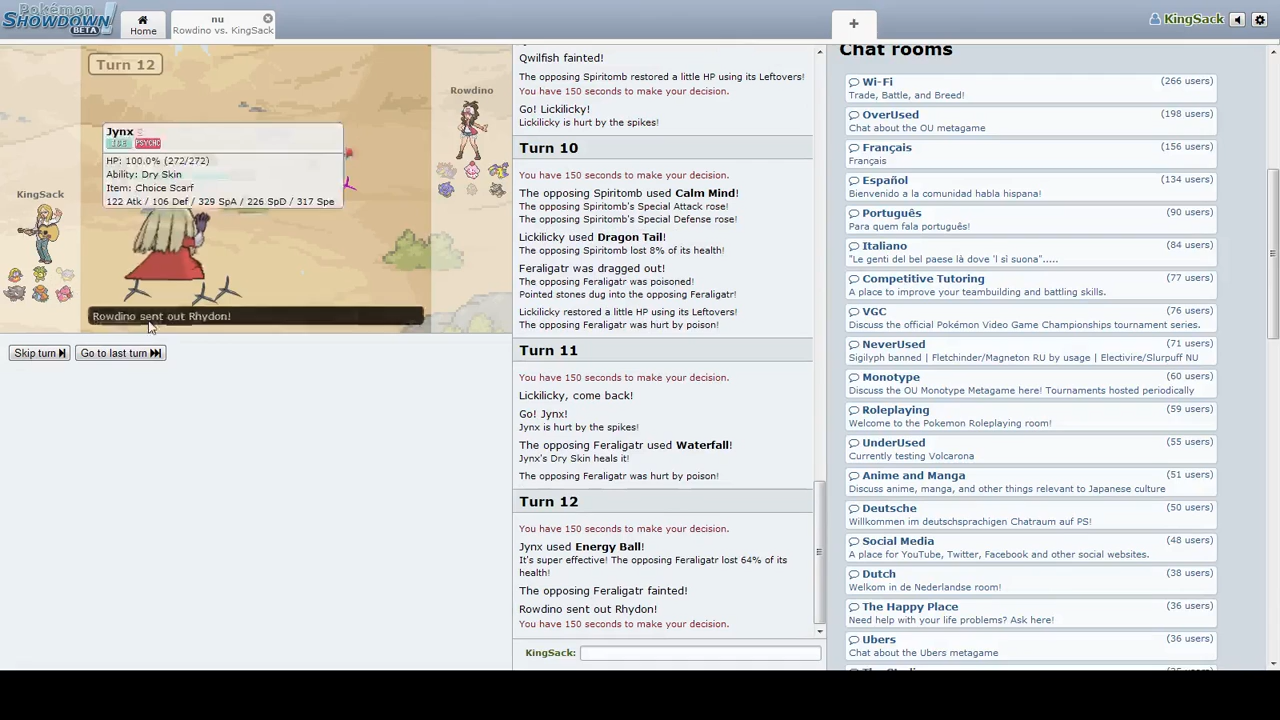 Pokémon
SHOWDOWN
BETA
Home
nu
Rowdino vs. KingSack
+
KingSack
Turn 12
Rowdino
KingSack
Jynx
ICE PSYCHC
HP: 100.0% (272/272)
Ability: Dry Skin
Item: Choice Scarf
122 Atk / 106 Def / 329 SpA / 226 SpD / 317 Spe
Rowdino sent out Rhydon!
Skip turn
Go to last turn
Qwilfish fainted!
The opposing Spiritomb restored a little HP using its Leftovers!
You have 150 seconds to make your decision.
Go! Lickilicky!
Lickilicky is hurt by the spikes!
Turn 10
You have 150 seconds to make your decision.
The opposing Spiritomb used Calm Mind!
The opposing Spiritomb's Special Attack rose!
The opposing Spiritomb's Special Defense rose!
Lickilicky used Dragon Tail!
The opposing Spiritomb lost 8% of its health!
Feraligatr was dragged out!
The opposing Feraligatr was poisoned!
Pointed stones dug into the opposing Feraligatr!
Lickilicky restored a little HP using its Leftovers!
The opposing Feraligatr was hurt by poison!
Turn 11
You have 150 seconds to make your decision.
Lickilicky, come back!
Go! Jynx!
Jynx is hurt by the spikes!
The opposing Feraligatr used Waterfall!
Jynx's Dry Skin heals it!
The opposing Feraligatr was hurt by poison!
Turn 12
You have 150 seconds to make your decision.
Jynx used Energy Ball!
It's super effective! The opposing Feraligatr lost 64% of its
health!
The opposing Feraligatr fainted!
Rowdino sent out Rhydon!
You have 150 seconds to make your decision.
KingSack:
Chat rooms
Wi-Fi (266 users)
Trade, Battle, and Breed!
OverUsed (198 users)
Chat about the OU metagame
Français (156 users)
Français
Español (134 users)
Bienvenido a la comunidad habla hispana!
Português (90 users)
Para quem fala português!
Italiano (84 users)
"Le genti del bel paese là dove 'l sì suona".....
Competitive Tutoring (77 users)
A place to improve your teambuilding and battling skills.
VGC (76 users)
Discuss the official Pokémon Video Game Championships tournament series.
NeverUsed (71 users)
Sigilyph banned | Fletchinder/Magneton RU by usage | Electivire/Slurpuff NU
Monotype (60 users)
Discuss the OU Monotype Metagame here! Tournaments hosted periodically
Roleplaying (59 users)
Welcome to the Pokemon Roleplaying room!
UnderUsed (55 users)
Currently testing Volcarona
Anime and Manga (51 users)
Discuss anime, manga, and other things relevant to Japanese culture
Deutsche (50 users)
Willkommen im deutschsprachigen Chatraum auf PS!
Social Media (48 users)
A place for YouTube, Twitter, Facebook and other social websites.
Dutch (38 users)
Welkom in de Nederlandse room!
The Happy Place (36 users)
Need help with your life problems? Ask here!
Ubers (36 users)
Chat about the Ubers metagame